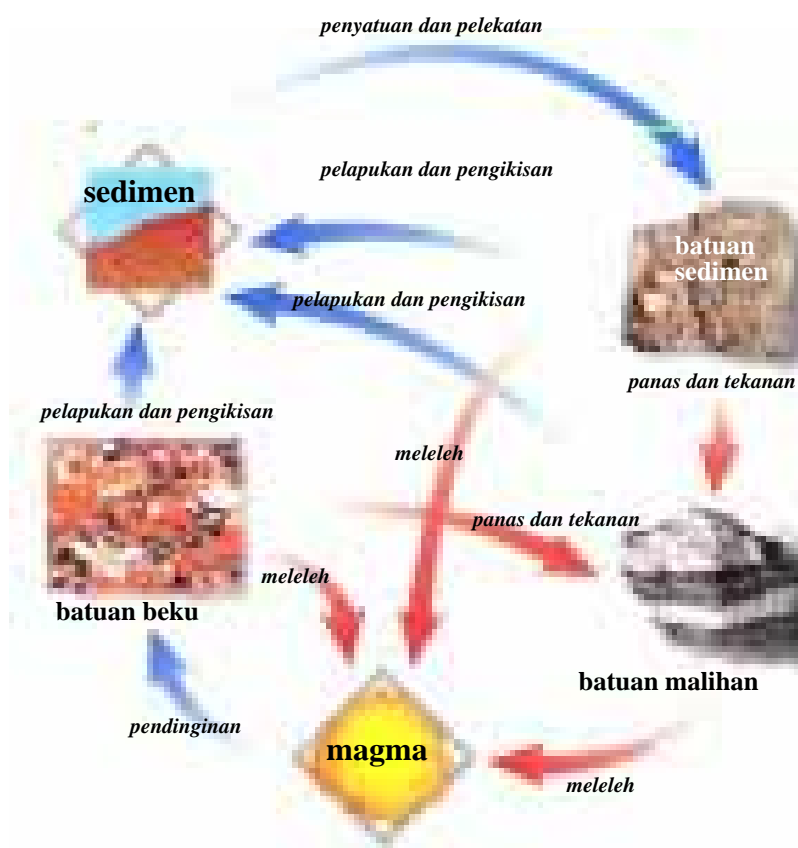 penyatuan dan pelekatan
pelapukan dan pengikisan
sedimen
batuan
sedimen
pelapukan dan pengikisan
panas dan tekanan
pelapukan dan pengikisan
meleleh
panas dan tekanan
meleleh
batuan beku
batuan malihan
pendinginan
magma
meleleh